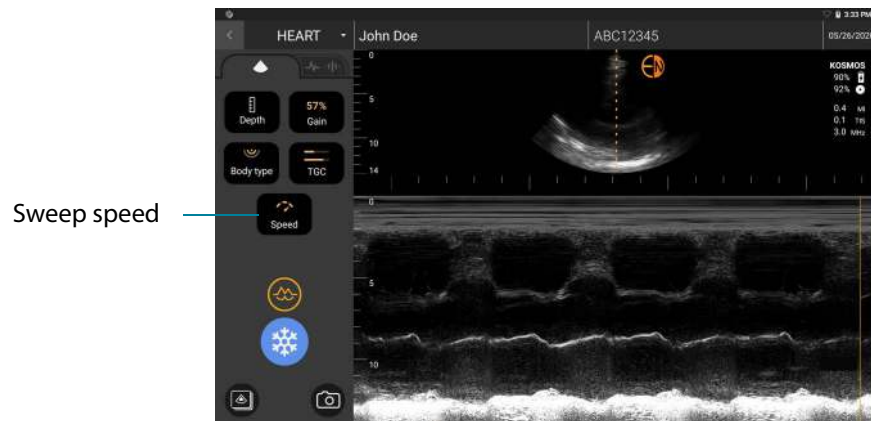 3:33 PM
HEART
John Doe
ABC12345
05/26/202
KOSMOS
90%
92%
0.4 MI
0.1 TIS
3.0 MHz
0
5
10
14
Depth
57%
Gain
Body type
TGC
Sweep speed
Speed
0
5
10